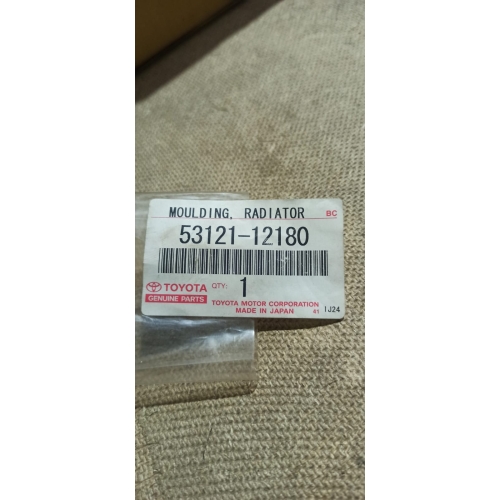 MOULDING, RADIATOR BC
53121-12180
TOYOTA QTY: 1
GENUINE PARTS
TOYOTA MOTOR CORPORATION
MADE IN JAPAN 41 IJ24